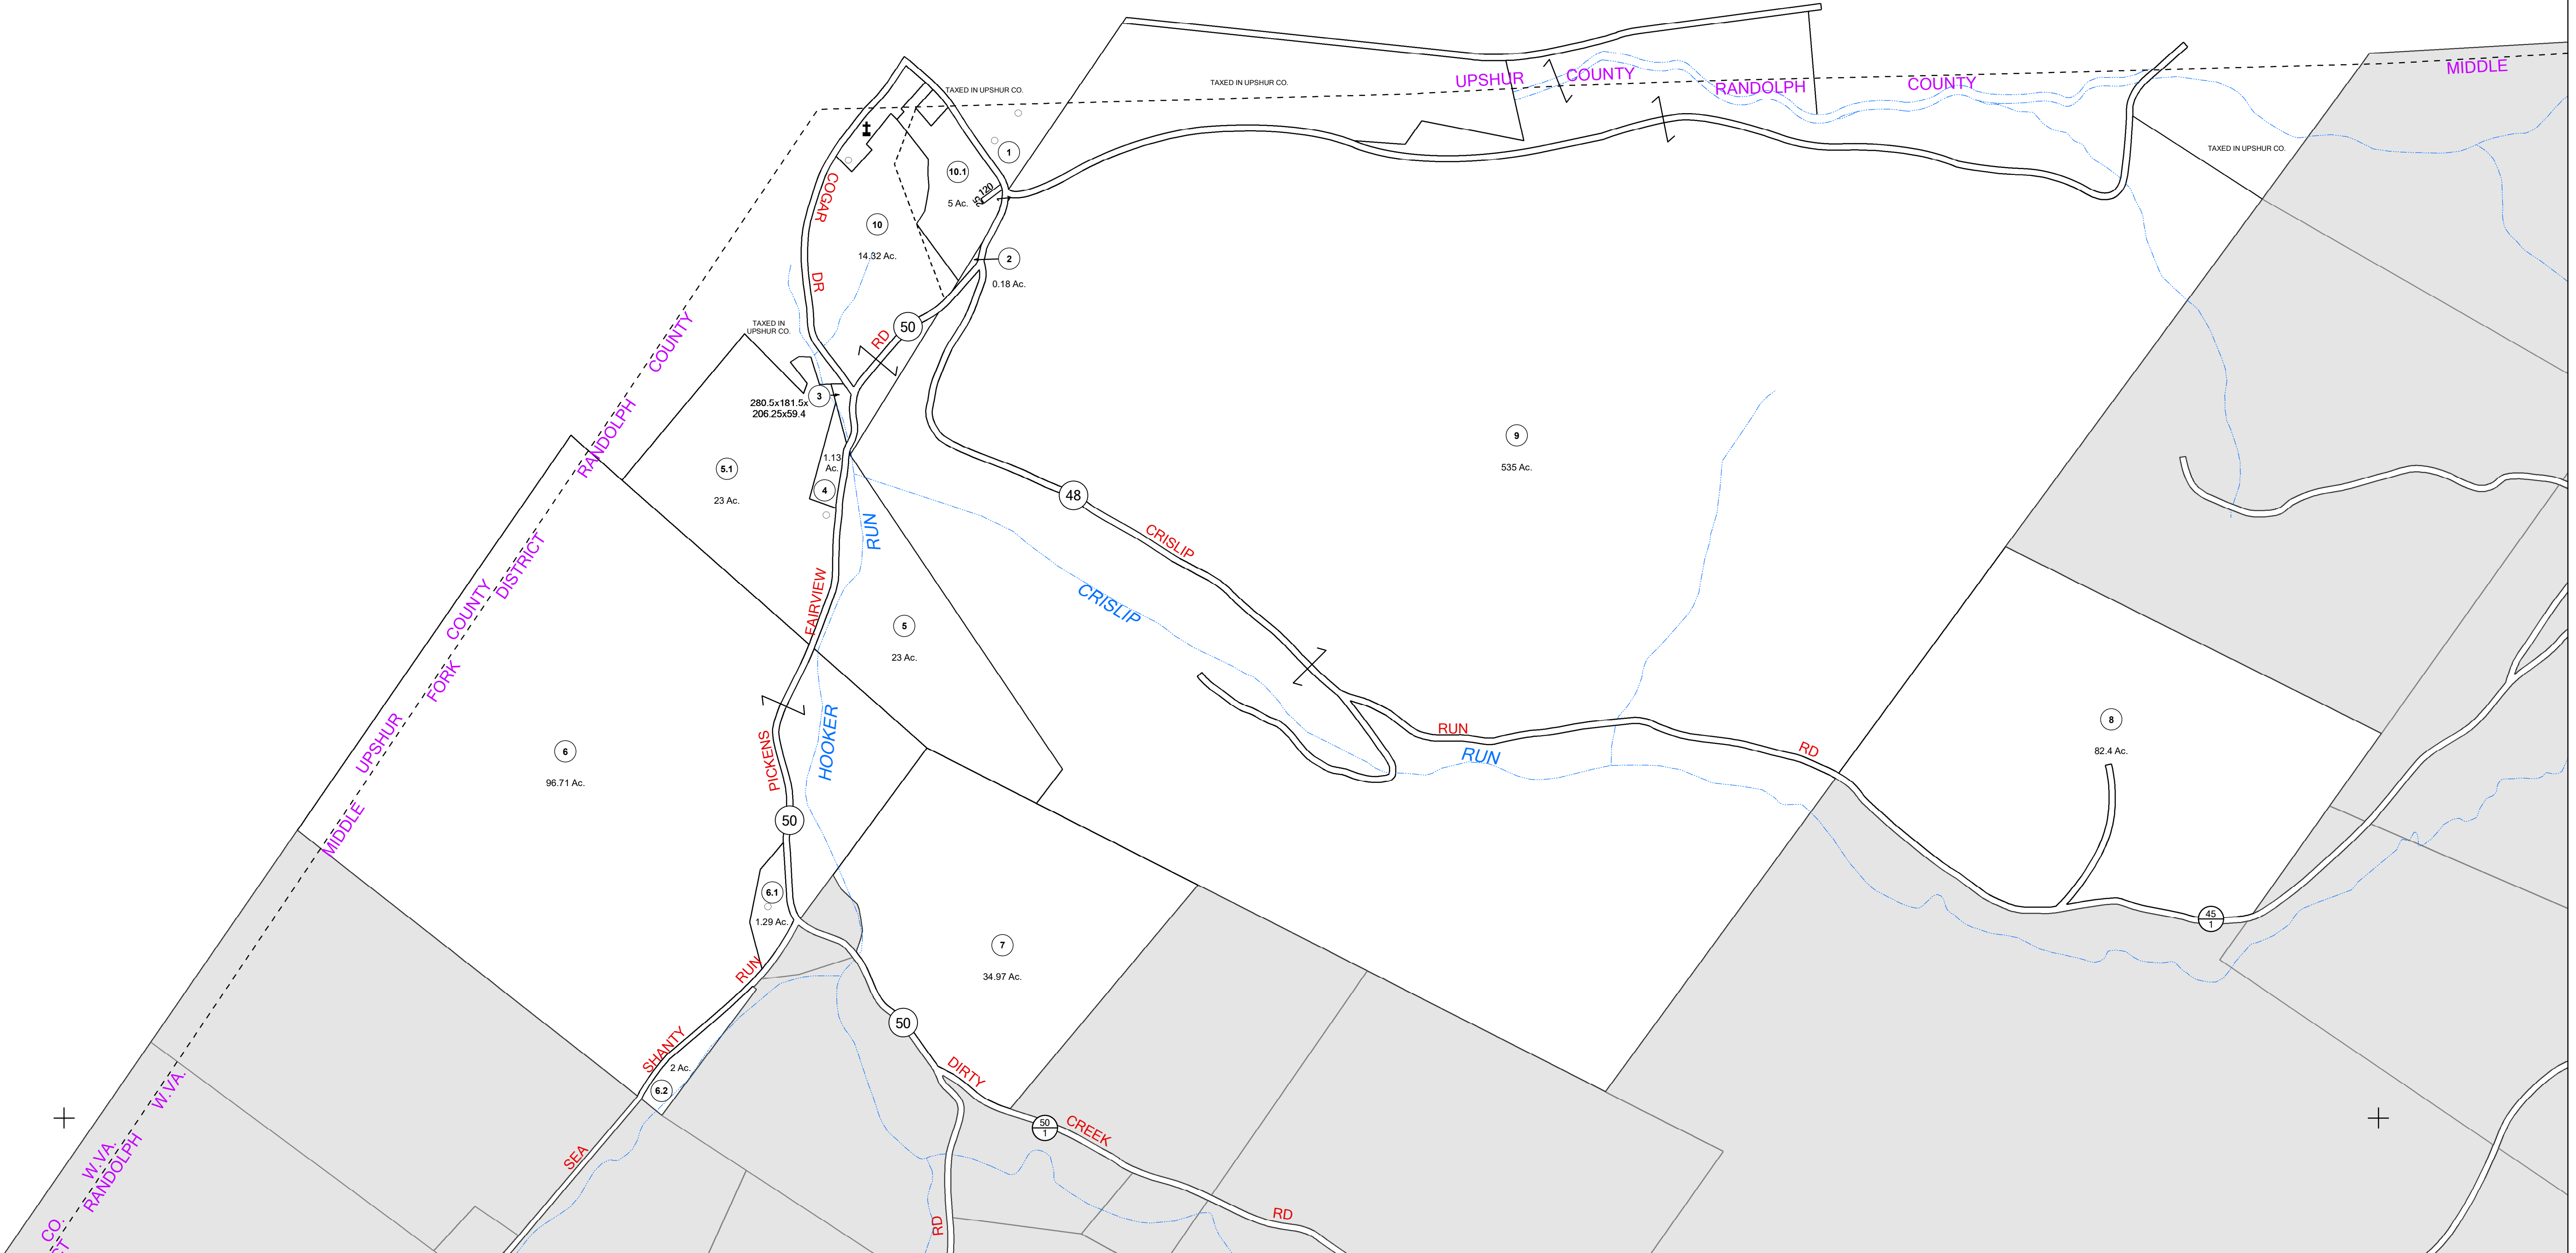 UPSHUR
COUNTY
RANDOLPH
COUNTY
MIDDLE
TAXED IN UPSHUR CO.
TAXED IN UPSHUR CO.
TAXED IN UPSHUR CO.
1
10.1
5 Ac.
120
25
COGAR
DR
10
14.32 Ac.
2
0.18 Ac.
TAXED IN
UPSHUR CO.
50
RD
3
280.5x181.5x
206.25x59.4
COUNTY
RANDOLPH
5.1
23 Ac.
1.13
Ac.
4
RUN
48
CRISLIP
9
535 Ac.
DISTRICT
COUNTY
FAIRVIEW
CRISLIP
5
23 Ac.
FORK
UPSHUR
MIDDLE
6
96.71 Ac.
PICKENS
HOOKER
RUN
RUN
RD
8
82.4 Ac.
50
6.1
1.29 Ac.
7
34.97 Ac.
45
1
RUN
SHANTY
2 Ac.
6.2
50
DIRTY
50
1
CREEK
SEA
RD
RD
W.VA.
W.VA.
RANDOLPH
CO.
CT